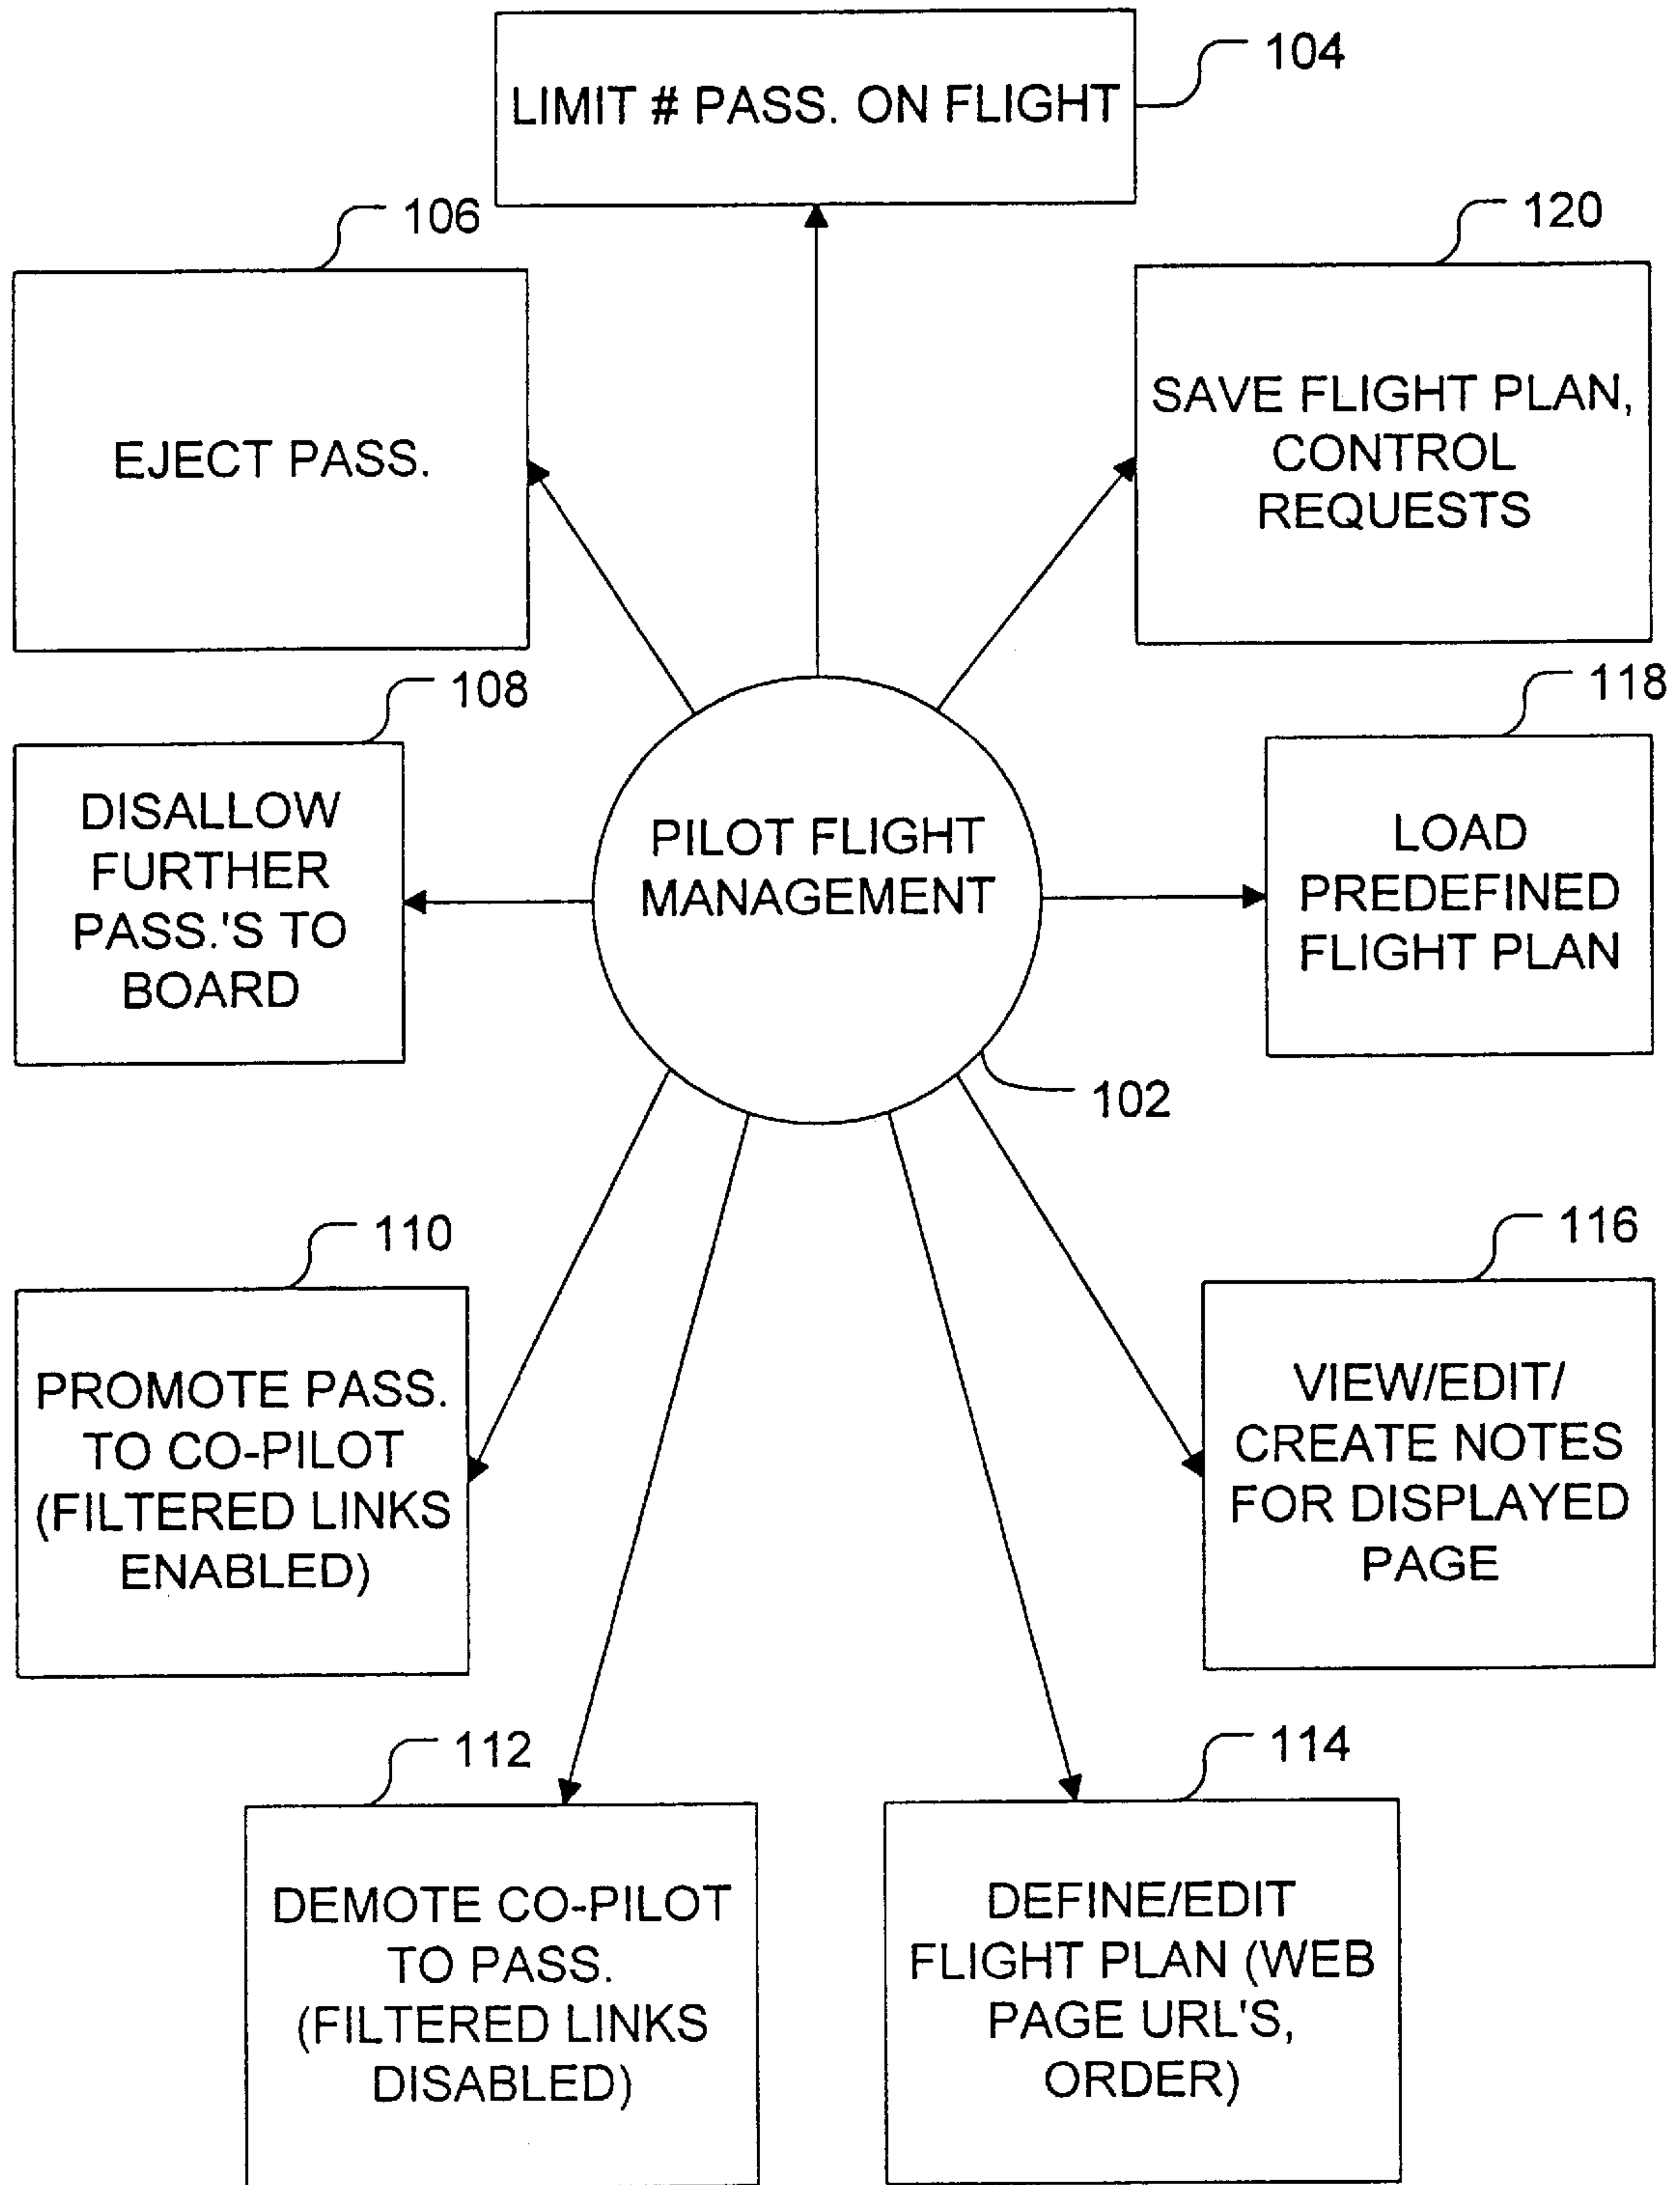 104
LIMIT # PASS. ON FLIGHT
106
EJECT PASS.
120
SAVE FLIGHT PLAN,
CONTROL
REQUESTS
108
DISALLOW
FURTHER
PASS.'S TO
BOARD
PILOT FLIGHT
MANAGEMENT
102
118
LOAD
PREDEFINED
FLIGHT PLAN
110
PROMOTE PASS.
TO CO-PILOT
(FILTERED LINKS
ENABLED)
116
VIEW/EDIT/
CREATE NOTES
FOR DISPLAYED
PAGE
112
DEMOTE CO-PILOT
TO PASS.
(FILTERED LINKS
DISABLED)
114
DEFINE/EDIT
FLIGHT PLAN (WEB
PAGE URL'S,
ORDER)